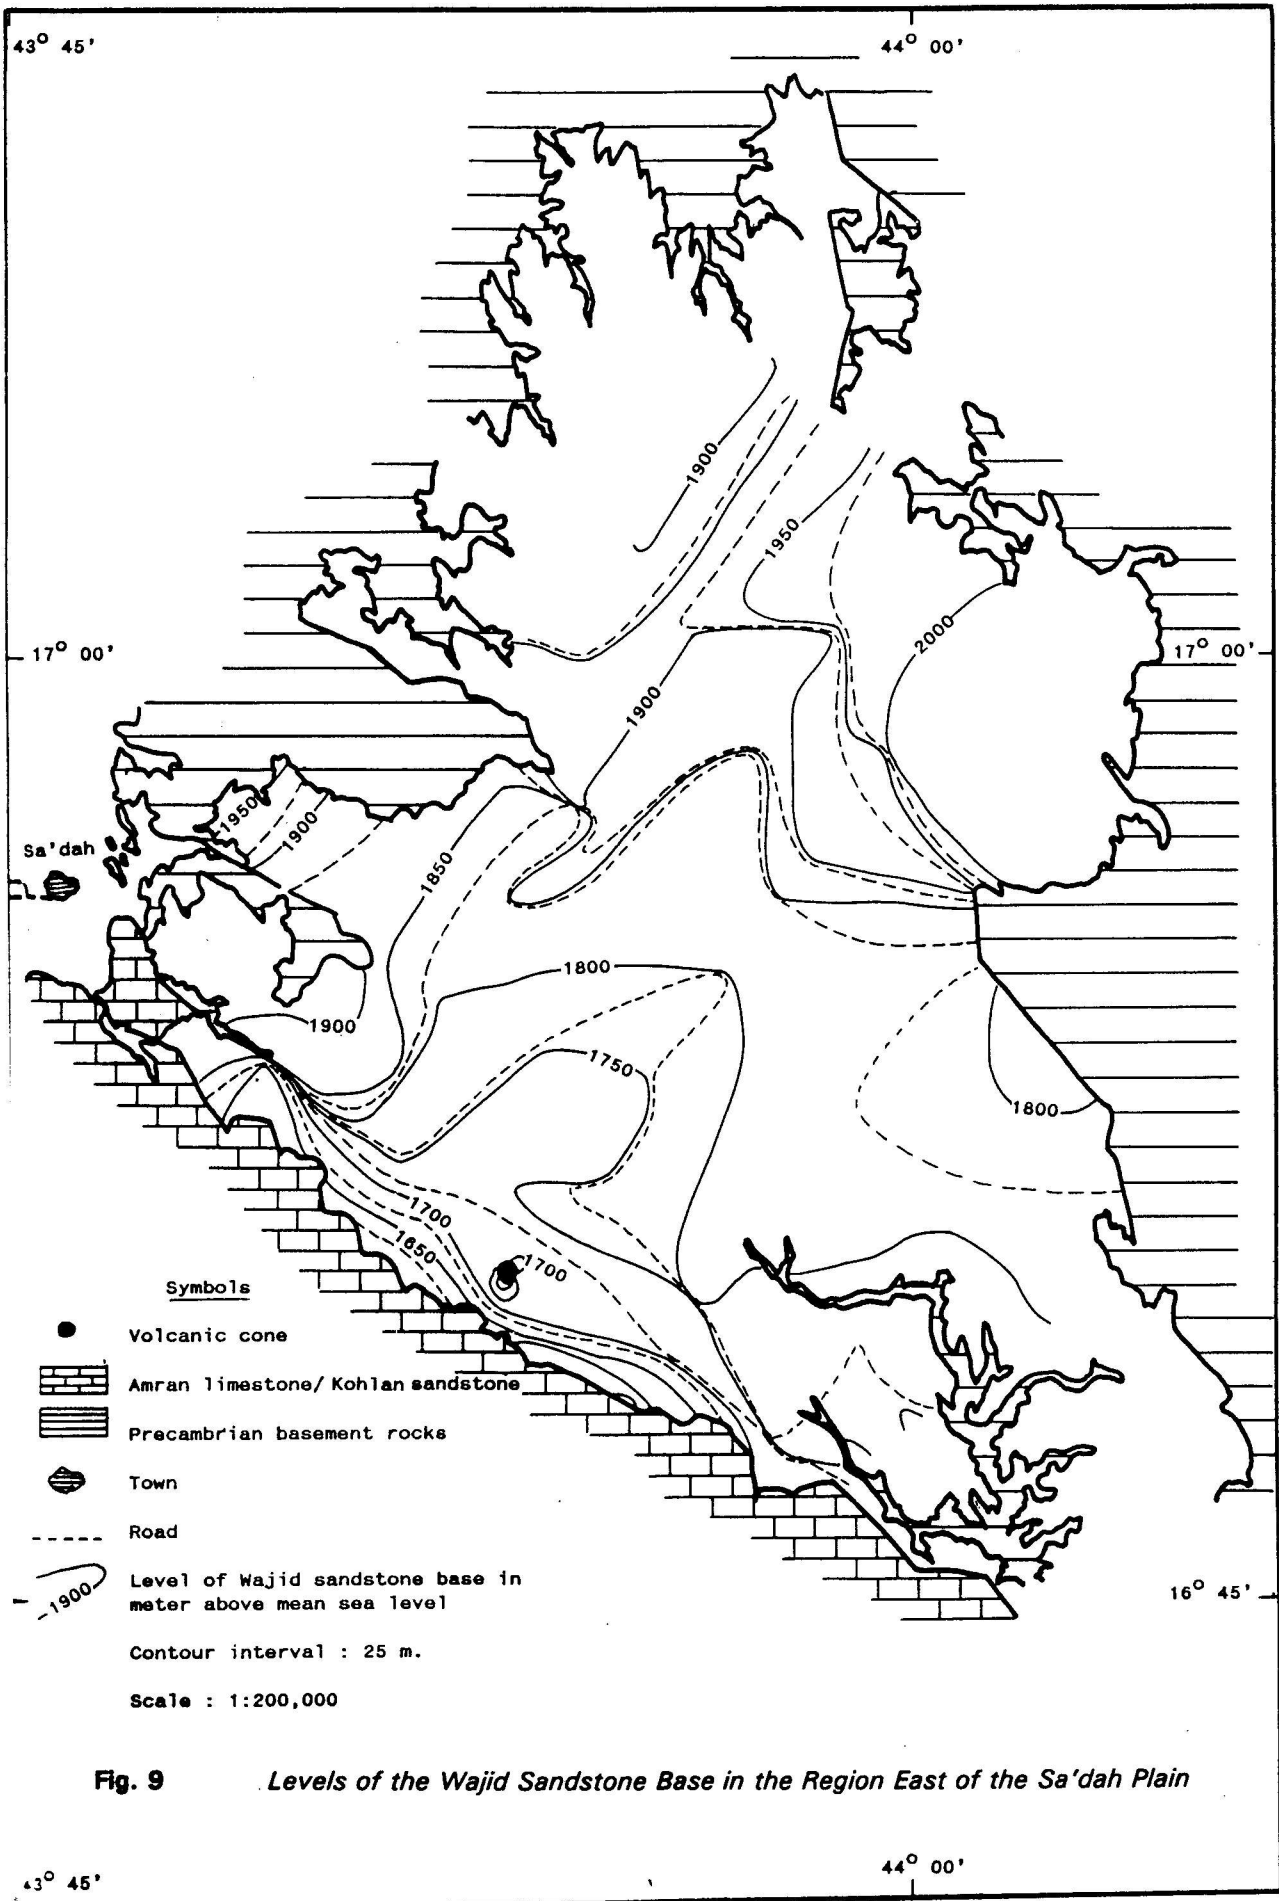 43° 45'
44° 00'
1900
1950
2000
17° 00'
17° 00'
1900
1950
1900
Sa'dah
1850
1800
1900
1750
1800
1700
1650
1700
Symbols
Volcanic cone
Amran limestone/ Kohlan sandstone
Precambrian basement rocks
Town
Road
1900
Level of Wajid sandstone base in
meter above mean sea level
16° 45'
Contour interval : 25 m.
Scale : 1:200,000
Fig. 9 Levels of the Wajid Sandstone Base in the Region East of the Sa'dah Plain
43° 45'
44° 00'